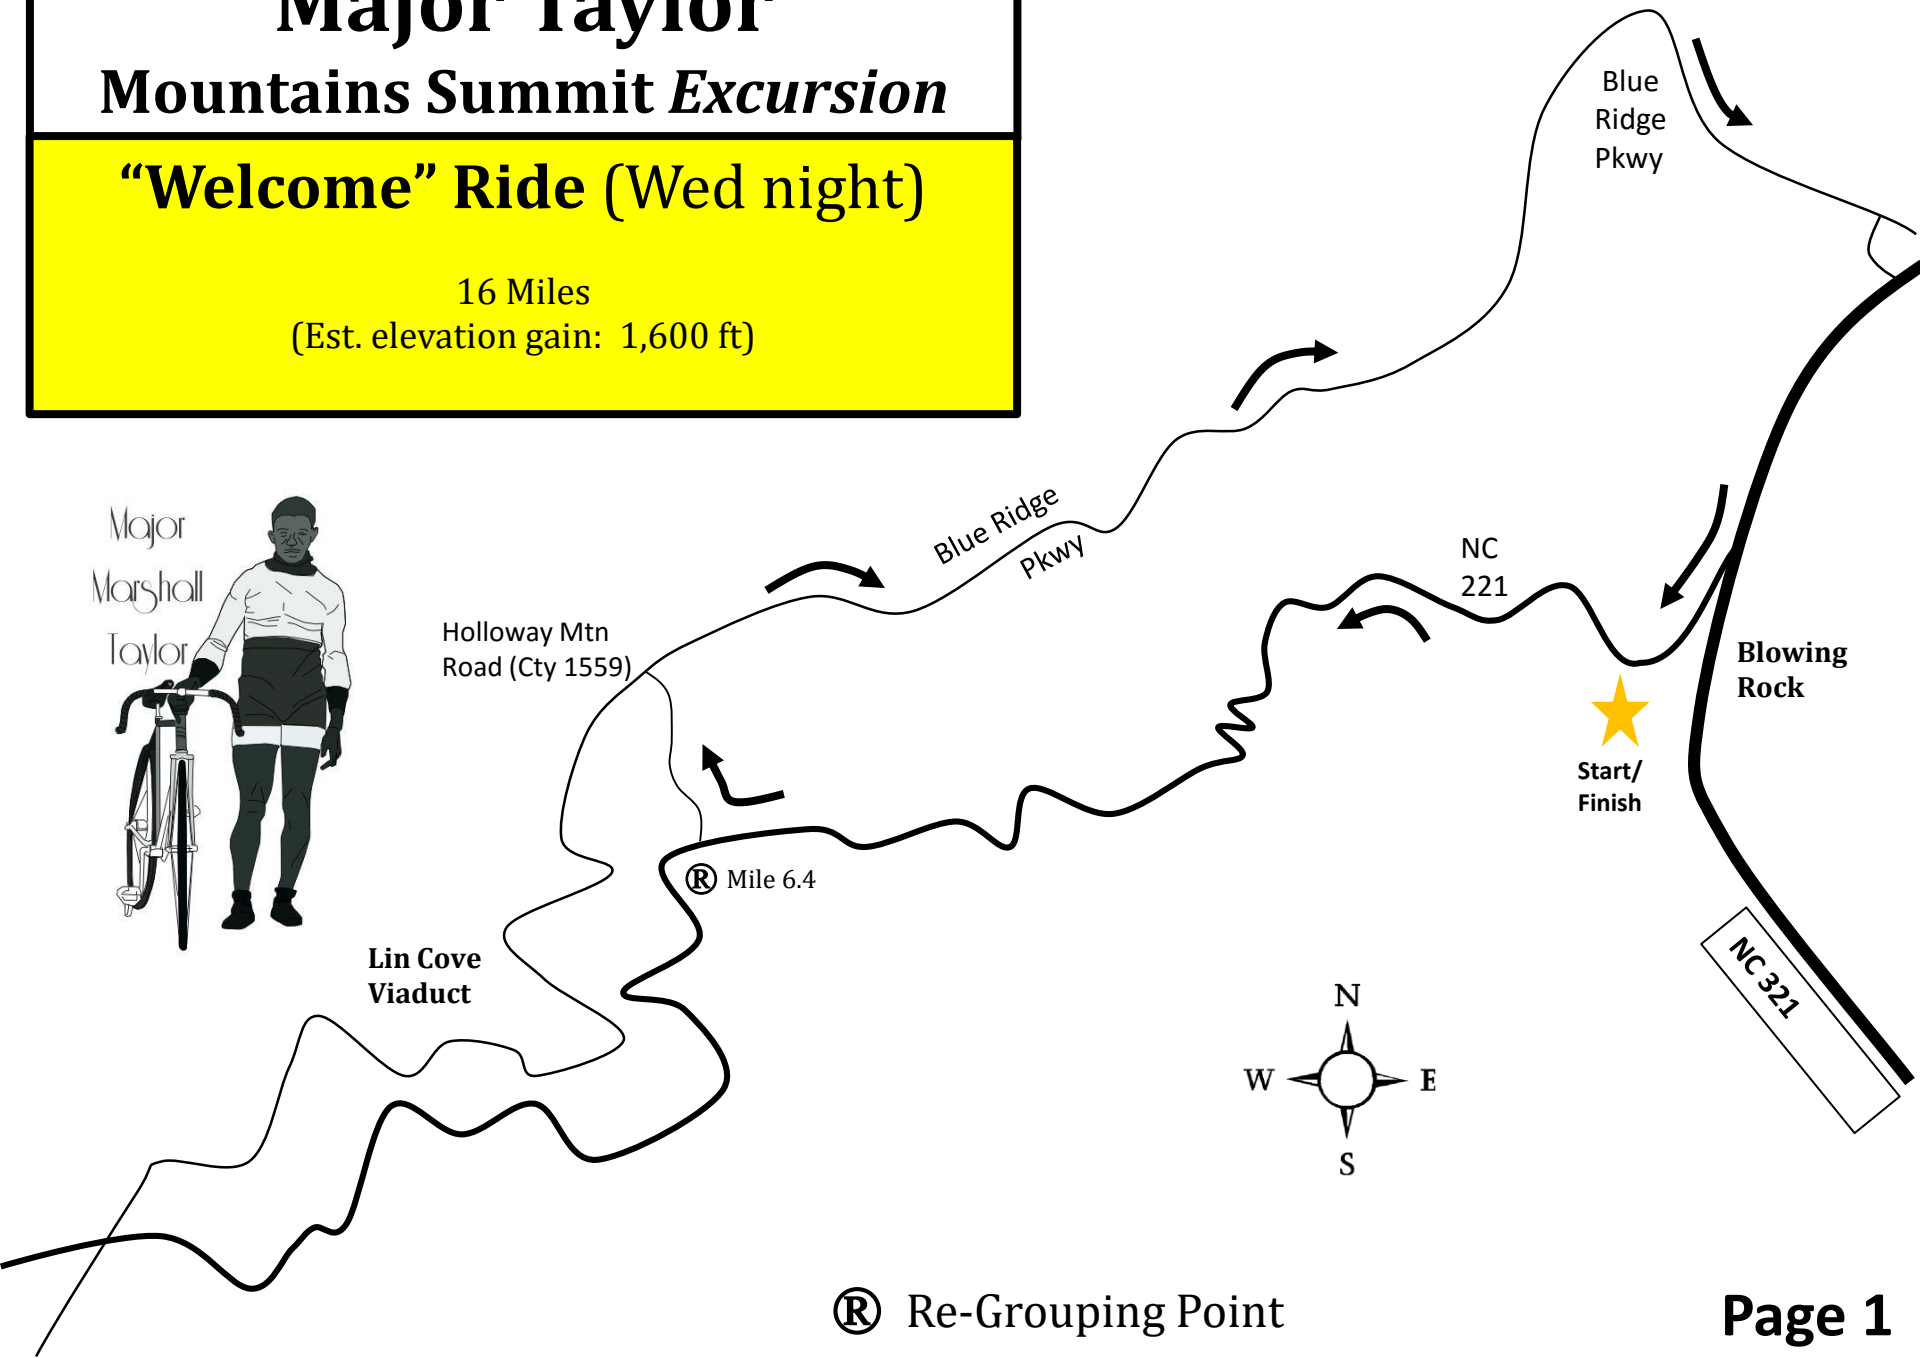 Major Taylor
Mountains Summit Excursion
“Welcome” Ride (Wed night)
16 Miles
(Est. elevation gain:  1,600 ft)
Blue
Ridge
Pkwy
Major
Marshall
Taylor
Blue Ridge
Pkwy
NC
221
Holloway Mtn
Road (Cty 1559)
Blowing
Rock
Start/
Finish
® Mile 6.4
Lin Cove
Viaduct
NC 321
N
W
E
S
® Re-Grouping Point
Page 1